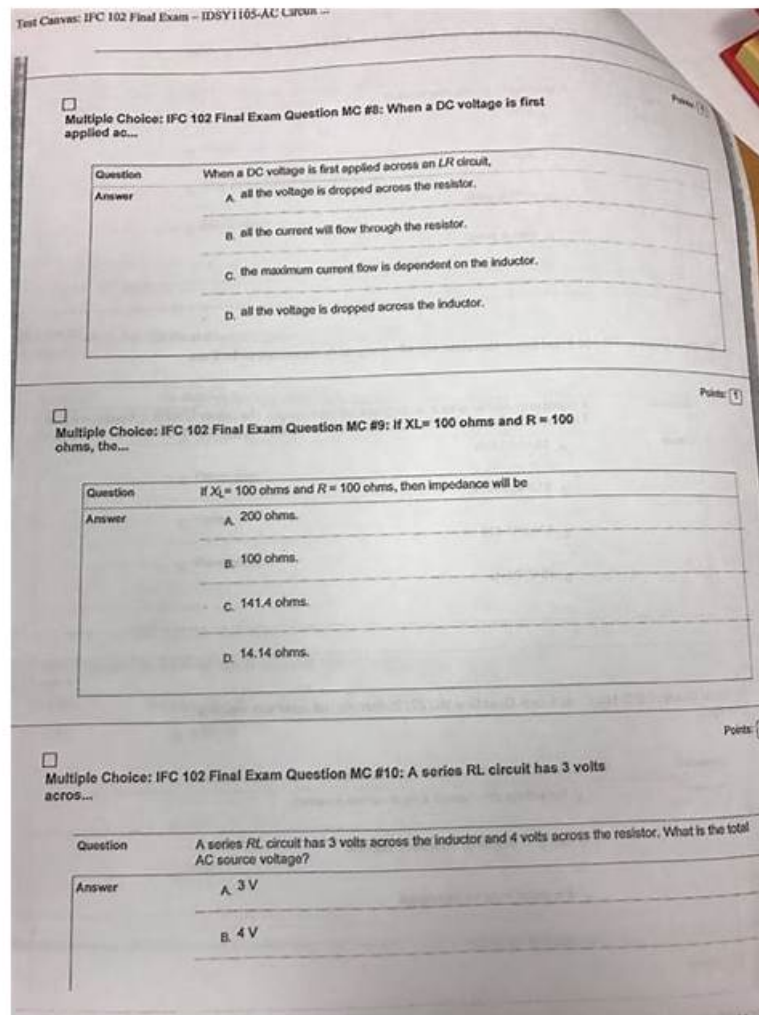 Test Canvas: IFC 102 Final Exam – IDSY1105-AC Circuit ...
Points: 1
Multiple Choice: IFC 102 Final Exam Question MC #8: When a DC voltage is first
applied ac...
Question When a DC voltage is first applied across an LR circuit,
Answer A. all the voltage is dropped across the resistor.
B. all the current will flow through the resistor.
C. the maximum current flow is dependent on the inductor.
D. all the voltage is dropped across the inductor.
Points: 1
Multiple Choice: IFC 102 Final Exam Question MC #9: If XL= 100 ohms and R = 100
ohms, the...
Question If XL= 100 ohms and R = 100 ohms, then impedance will be
Answer A. 200 ohms.
B. 100 ohms.
C. 141.4 ohms.
D. 14.14 ohms.
Points:
Multiple Choice: IFC 102 Final Exam Question MC #10: A series RL circuit has 3 volts
acros...
Question A series RL circuit has 3 volts across the inductor and 4 volts across the resistor. What is the total
AC source voltage?
Answer A. 3 V
B. 4 V